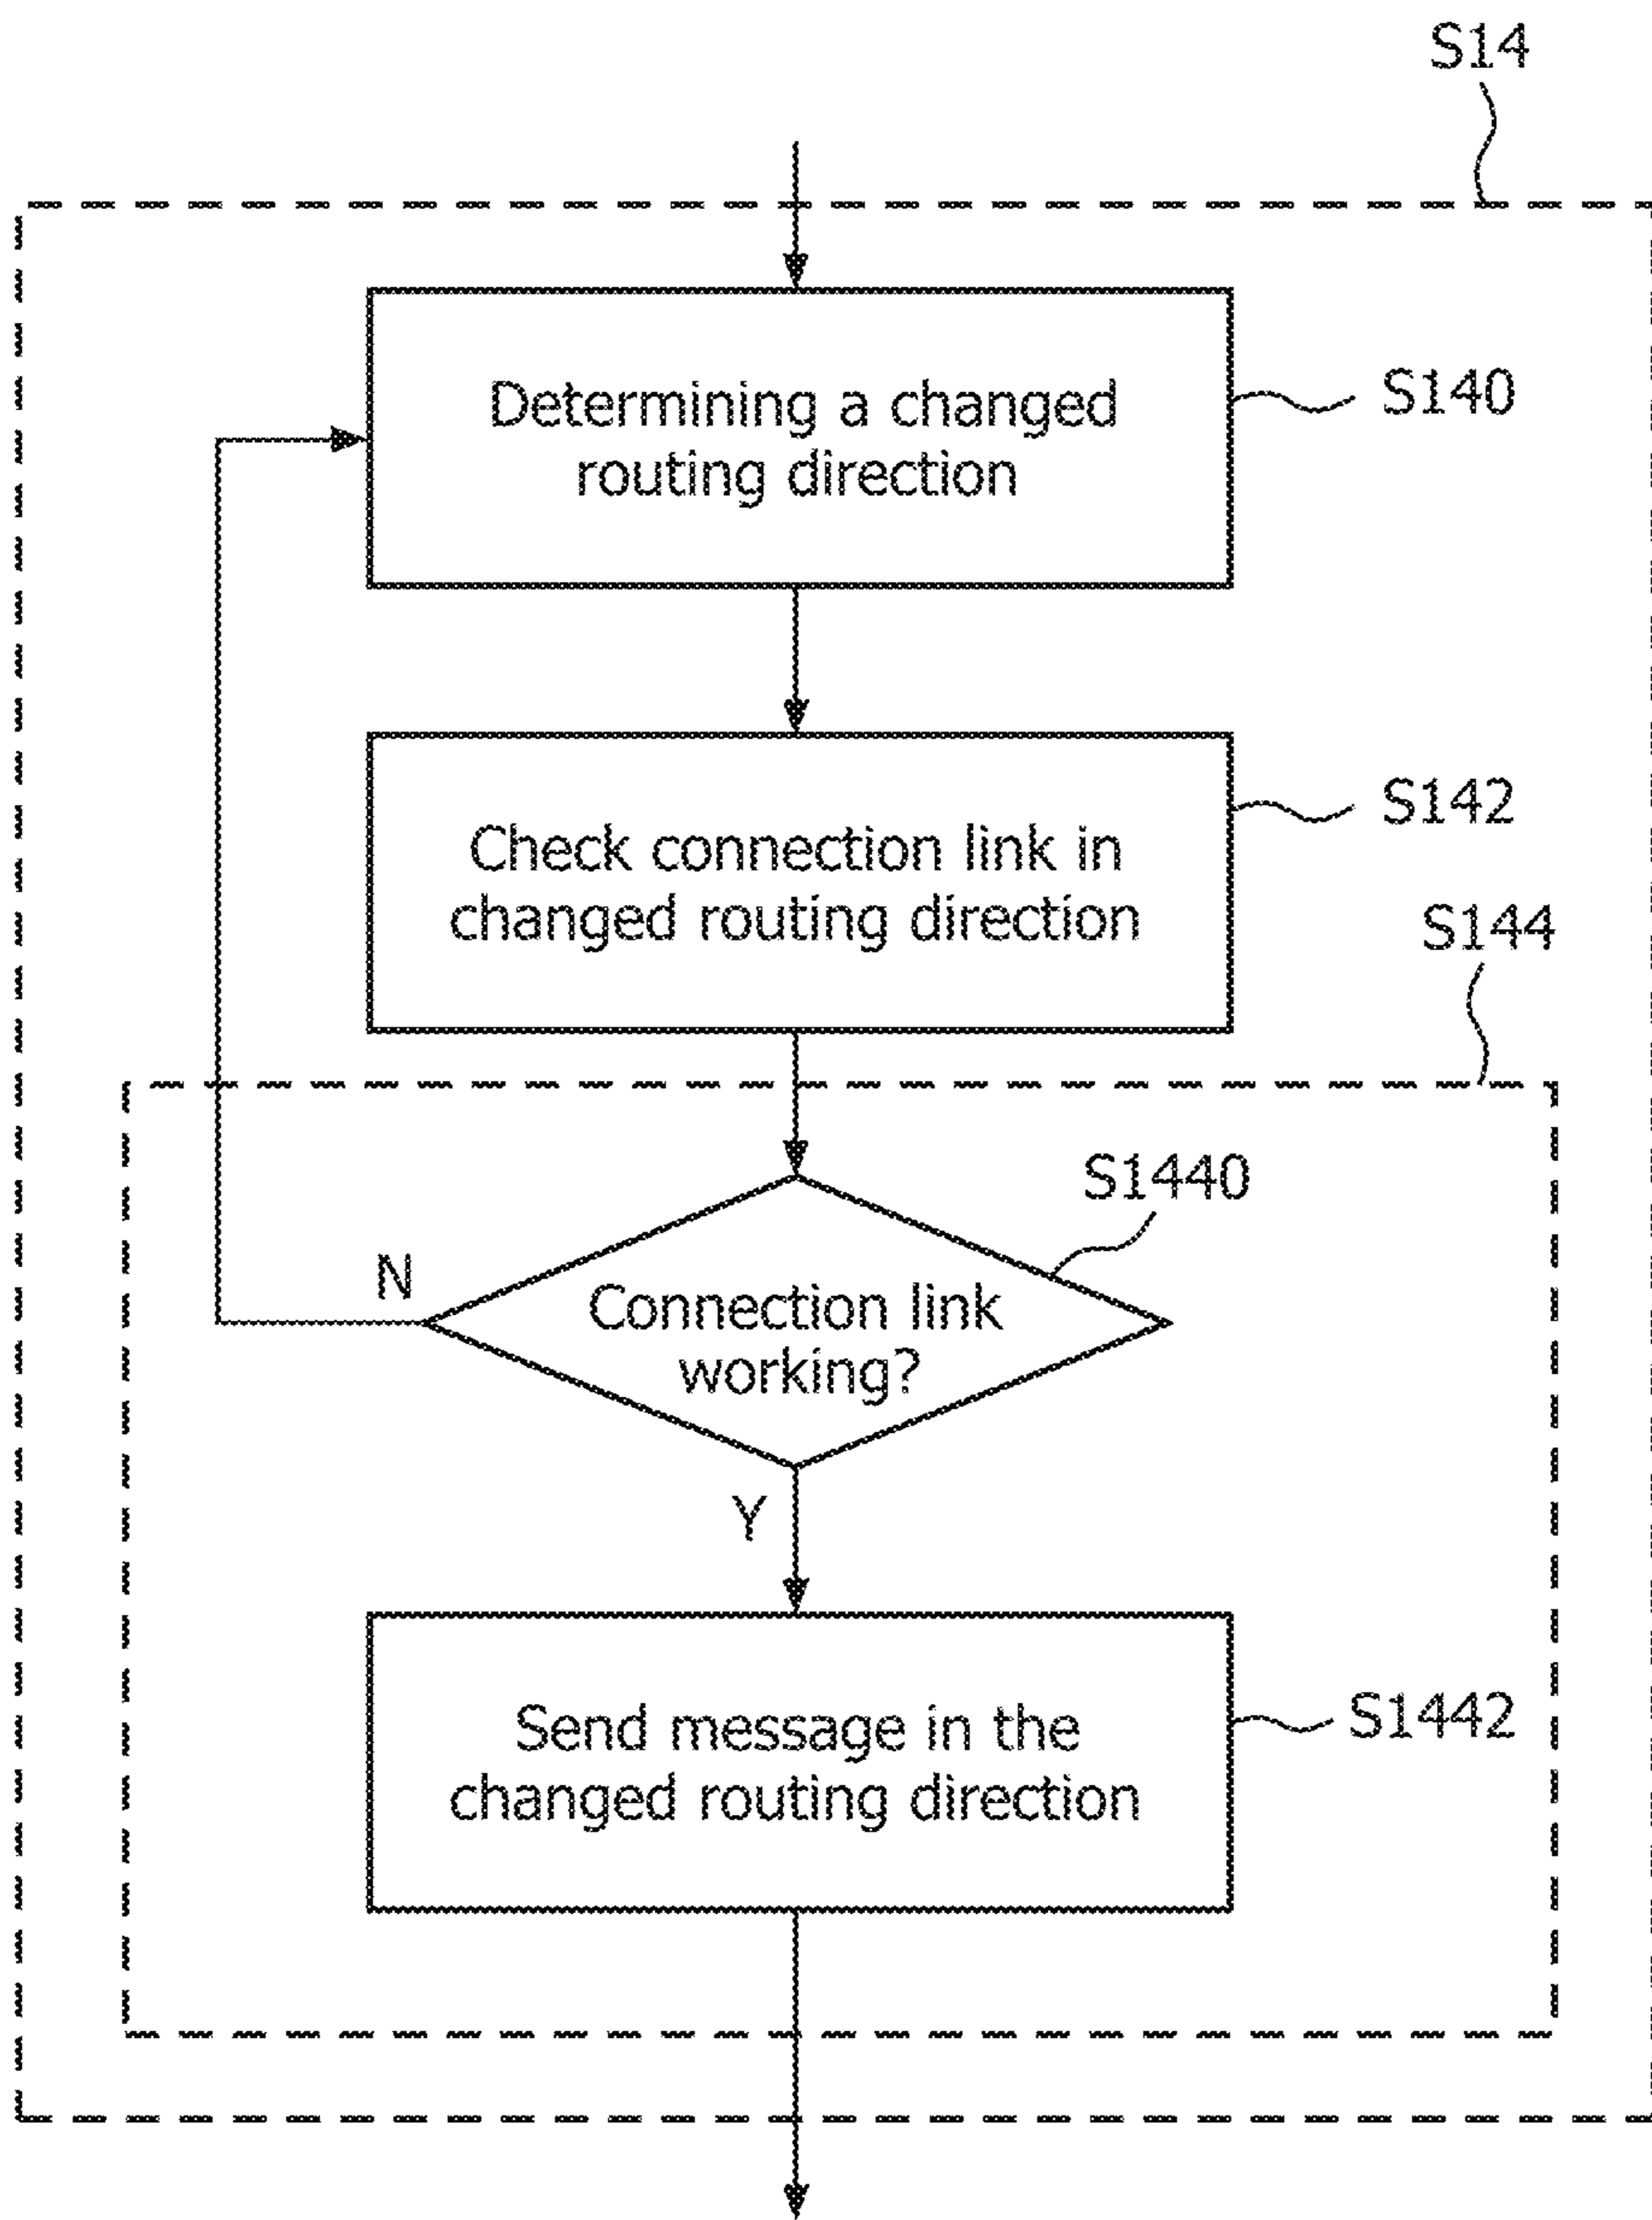 S14
Determining a changed
routing direction
S140
Check connection link in
changed routing direction
S142
S144
S1440
N
Connection link
working?
Y
Send message in the
changed routing direction
S1442